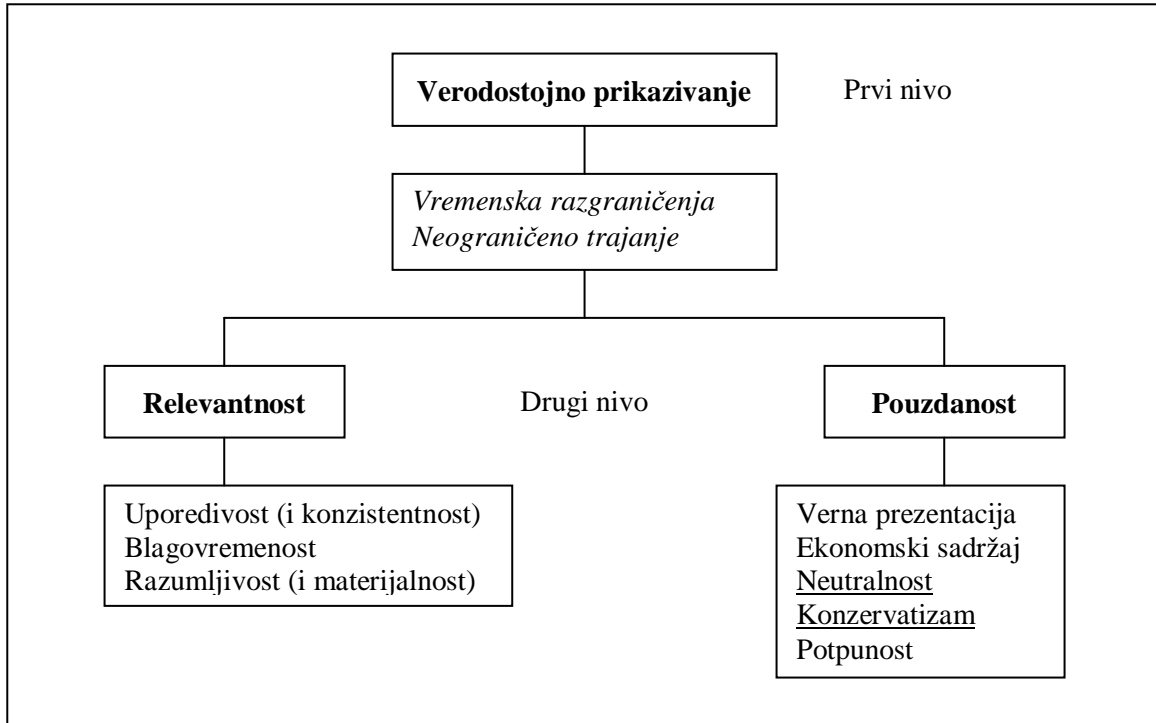 Verodostojno prikazivanje
Prvi nivo
Vremenska razgraničenja
Neograničeno trajanje
Relevantnost
Drugi nivo
Pouzdanost
Uporedivost (i konzistentnost)
Blagovremenost
Razumljivost (i materijalnost)
Verna prezentacija
Ekonomski sadržaj
Neutralnost
Konzervatizam
Potpunost